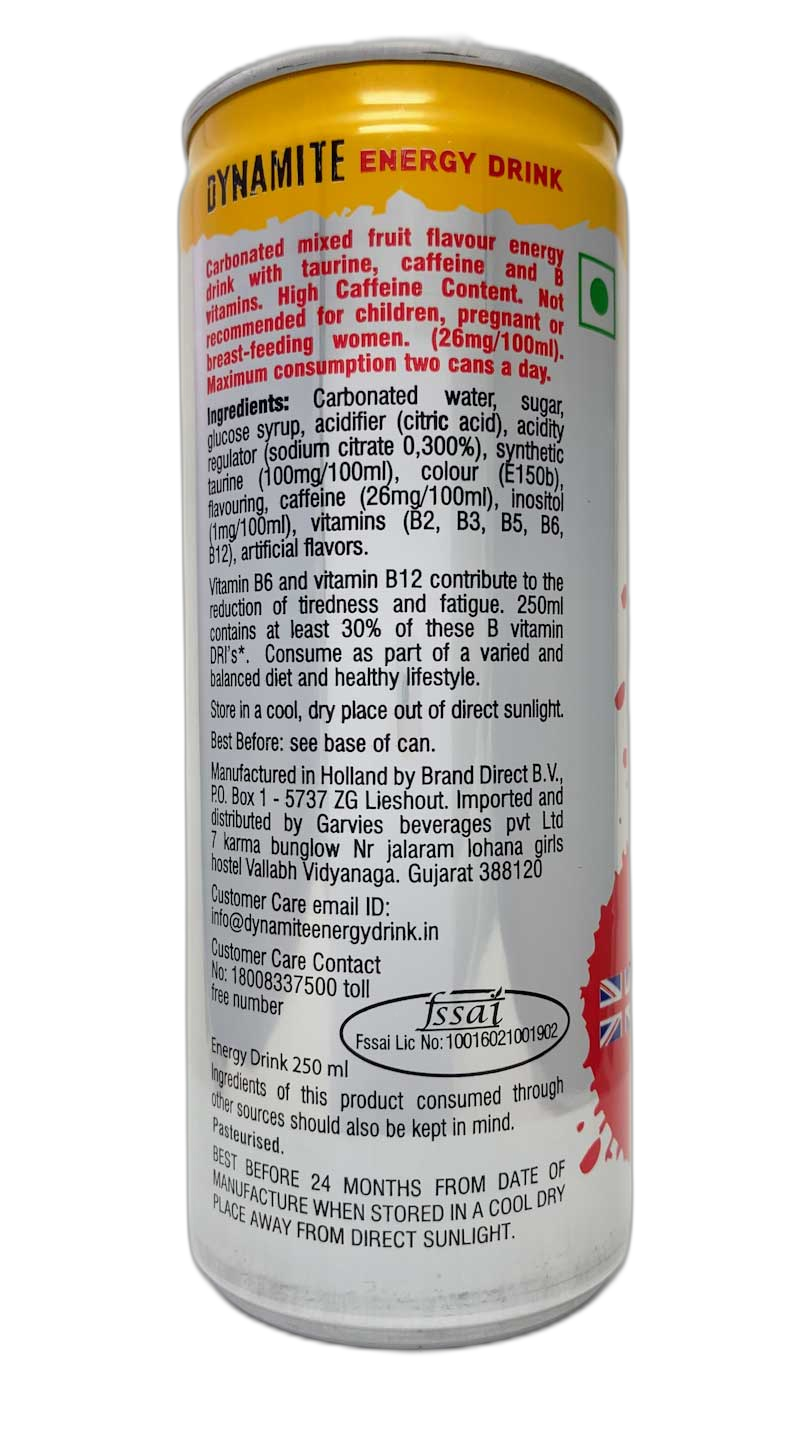 DYNAMITE ENERGY DRINK
Carbonated mixed fruit flavour energy
drink with taurine, caffeine and B
vitamins. High Caffeine Content. Not
recommended for children, pregnant or
breast-feeding women. (26mg/100ml).
Maximum consumption two cans a day.
Ingredients: Carbonated water, sugar,
glucose syrup, acidifier (citric acid), acidity
regulator (sodium citrate 0,300%), synthetic
taurine (100mg/100ml), colour (E150b),
flavouring, caffeine (26mg/100ml), inositol
(1mg/100ml), vitamins (B2, B3, B5, B6,
B12), artificial flavors.
Vitamin B6 and vitamin B12 contribute to the
reduction of tiredness and fatigue. 250ml
contains at least 30% of these B vitamin
DRI's*. Consume as part of a varied and
balanced diet and healthy lifestyle.
Store in a cool, dry place out of direct sunlight.
Best Before: see base of can.
Manufactured in Holland by Brand Direct B.V.,
P.O. Box 1 - 5737 ZG Lieshout. Imported and
distributed by Garvies beverages pvt Ltd
7 karma bunglow Nr jalaram lohana girls
hostel Vallabh Vidyanaga. Gujarat 388120
Customer Care email ID:
info@dynamiteenergydrink.in
Customer Care Contact
No: 18008337500 toll
free number
fssai
Fssai Lic No: 10016021001902
Energy Drink 250 ml
Ingredients of this product consumed through
other sources should also be kept in mind.
Pasteurised.
BEST BEFORE 24 MONTHS FROM DATE OF
MANUFACTURE WHEN STORED IN A COOL DRY
PLACE AWAY FROM DIRECT SUNLIGHT.